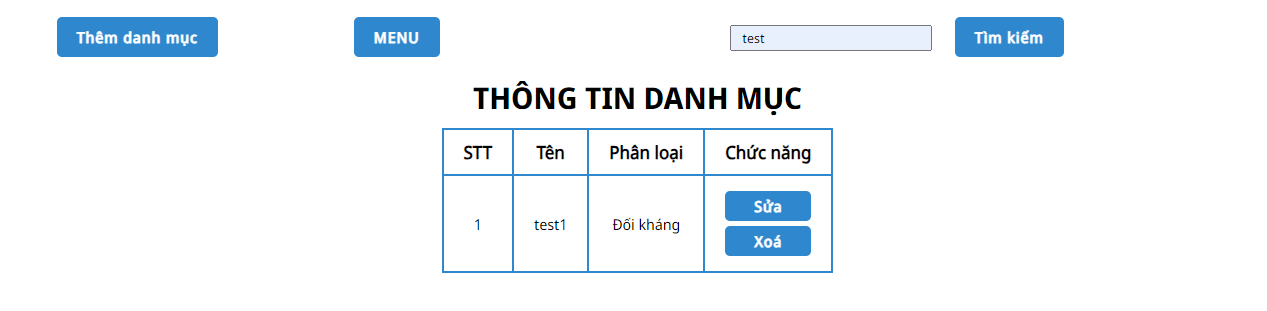 Thêm danh mục MENU test Tìm kiếm
THÔNG TIN DANH MỤC
STT Tên Phân loại Chức năng
1 test1 Đối kháng Sửa
Xoá